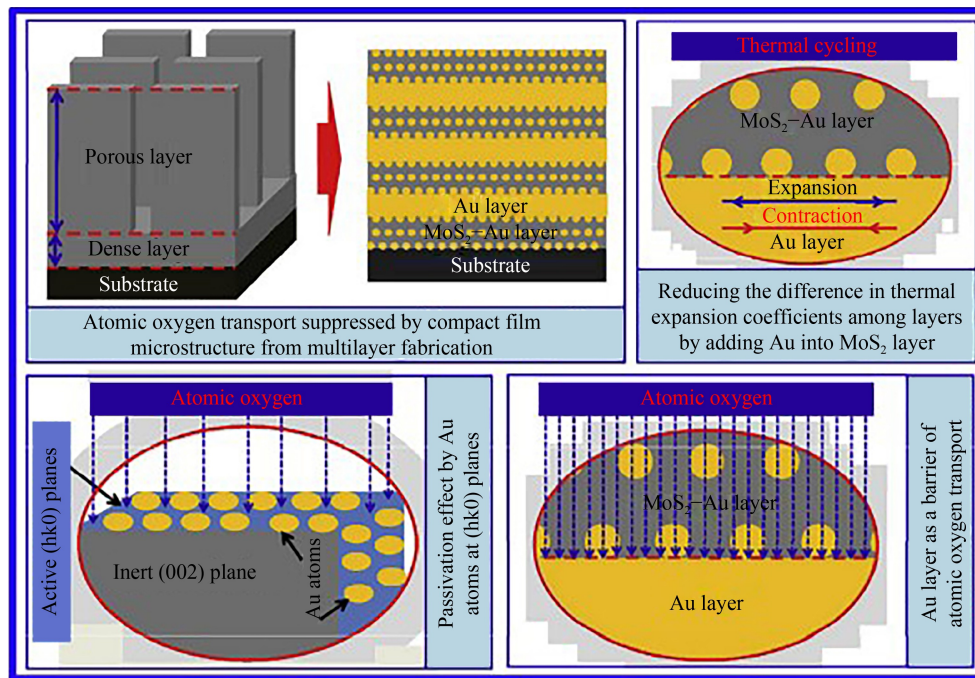 Porous layer
Dense layer
Substrate
Au layer
MoS₂−Au layer
Substrate
Atomic oxygen transport suppressed by compact film
microstructure from multilayer fabrication
Thermal cycling
MoS₂−Au layer
Expansion
Contraction
Au layer
Reducing the difference in thermal
expansion coefficients among layers
by adding Au into MoS₂ layer
Active (hk0) planes
Atomic oxygen
Inert (002) plane
Au atoms
Passivation effect by Au
atoms at (hk0) planes
Atomic oxygen
MoS₂−Au layer
Au layer
Au layer as a barrier of
atomic oxygen transport